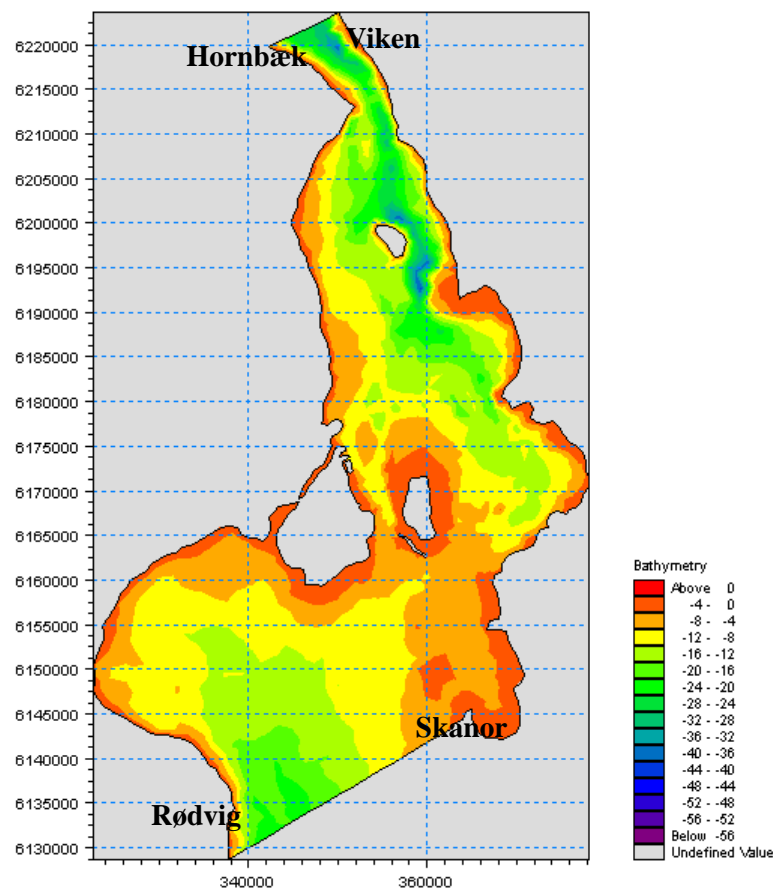 Viken
Hornbæk
6220000
6215000
6210000
6205000
6200000
6195000
6190000
6185000
6180000
6175000
6170000
6165000
6160000
6155000
6150000
6145000
6140000
6135000
6130000
Skanor
Rødvig
340000 360000
Bathymetry
Above 0
-4 - 0
-8 - -4
-12 - -8
-16 - -12
-20 - -16
-24 - -20
-28 - -24
-32 - -28
-36 - -32
-40 - -36
-44 - -40
-48 - -44
-52 - -48
-56 - -52
Below -56
Undefined Value